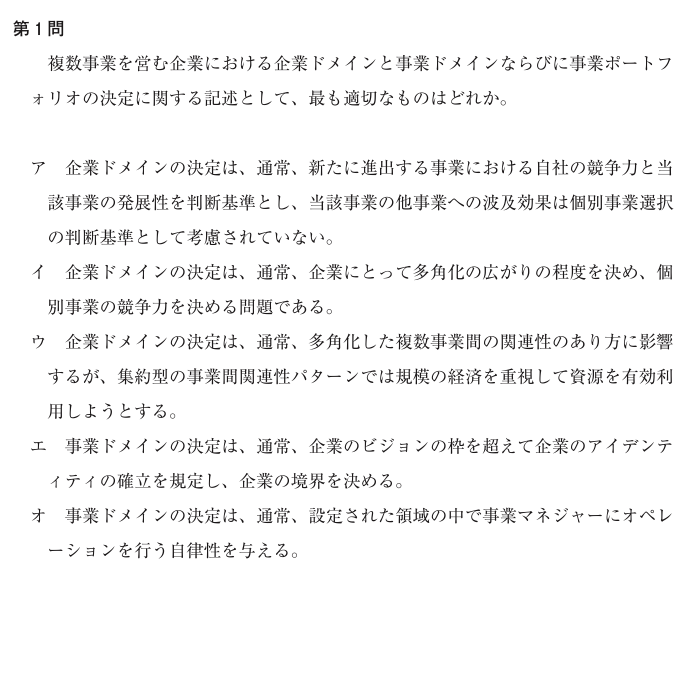 第1問
複数事業を営む企業における企業ドメインと事業ドメインならびに事業ポートフ
ォリオの決定に関する記述として、最も適切なものはどれか。
ア　企業ドメインの決定は、通常、新たに進出する事業における自社の競争力と当
該事業の発展性を判断基準とし、当該事業の他事業への波及効果は個別事業選択
の判断基準として考慮されていない。
イ　企業ドメインの決定は、通常、企業にとって多角化の広がりの程度を決め、個
別事業の競争力を決める問題である。
ウ　企業ドメインの決定は、通常、多角化した複数事業間の関連性のあり方に影響
するが、集約型の事業間関連性パターンでは規模の経済を重視して資源を有効利
用しようとする。
エ　事業ドメインの決定は、通常、企業のビジョンの枠を超えて企業のアイデンテ
ィティの確立を規定し、企業の境界を決める。
オ　事業ドメインの決定は、通常、設定された領域の中で事業マネジャーにオペレ
ーションを行う自律性を与える。